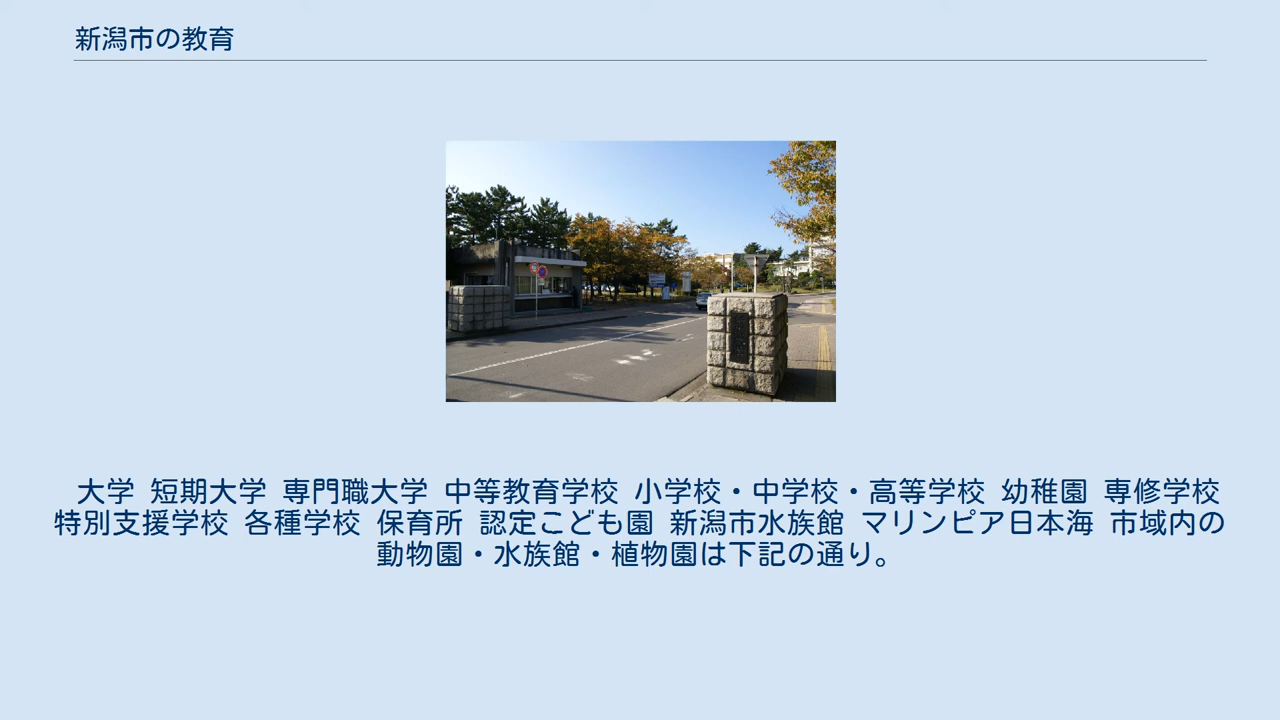 新潟市の教育
大学 短期大学 専門職大学 中等教育学校 小学校・中学校・高等学校 幼稚園 専修学校
特別支援学校 各種学校 保育所 認定こども園 新潟市水族館 マリンピア日本海 市域内の
動物園・水族館・植物園は下記の通り。